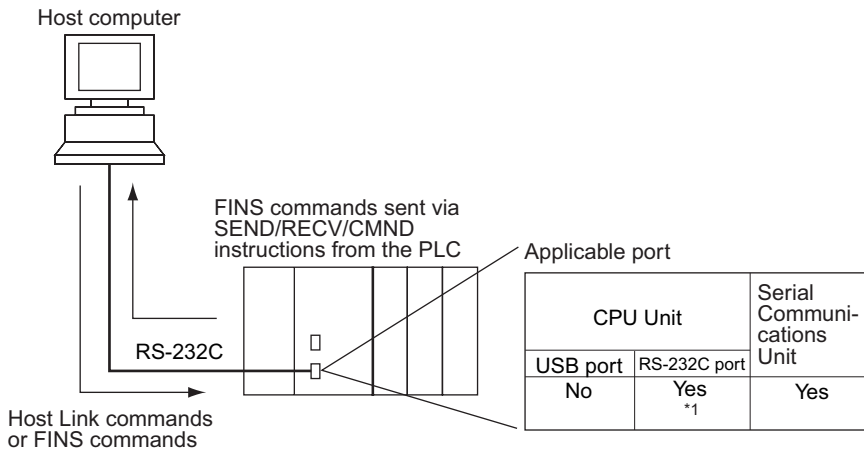 Host computer
FINS commands sent via
SEND/RECV/CMND
instructions from the PLC
Applicable port
RS-232C
Host Link commands
or FINS commands
CPU Unit
Serial
Communi-
cations
Unit
USB port
RS-232C port
No
Yes
*1
Yes